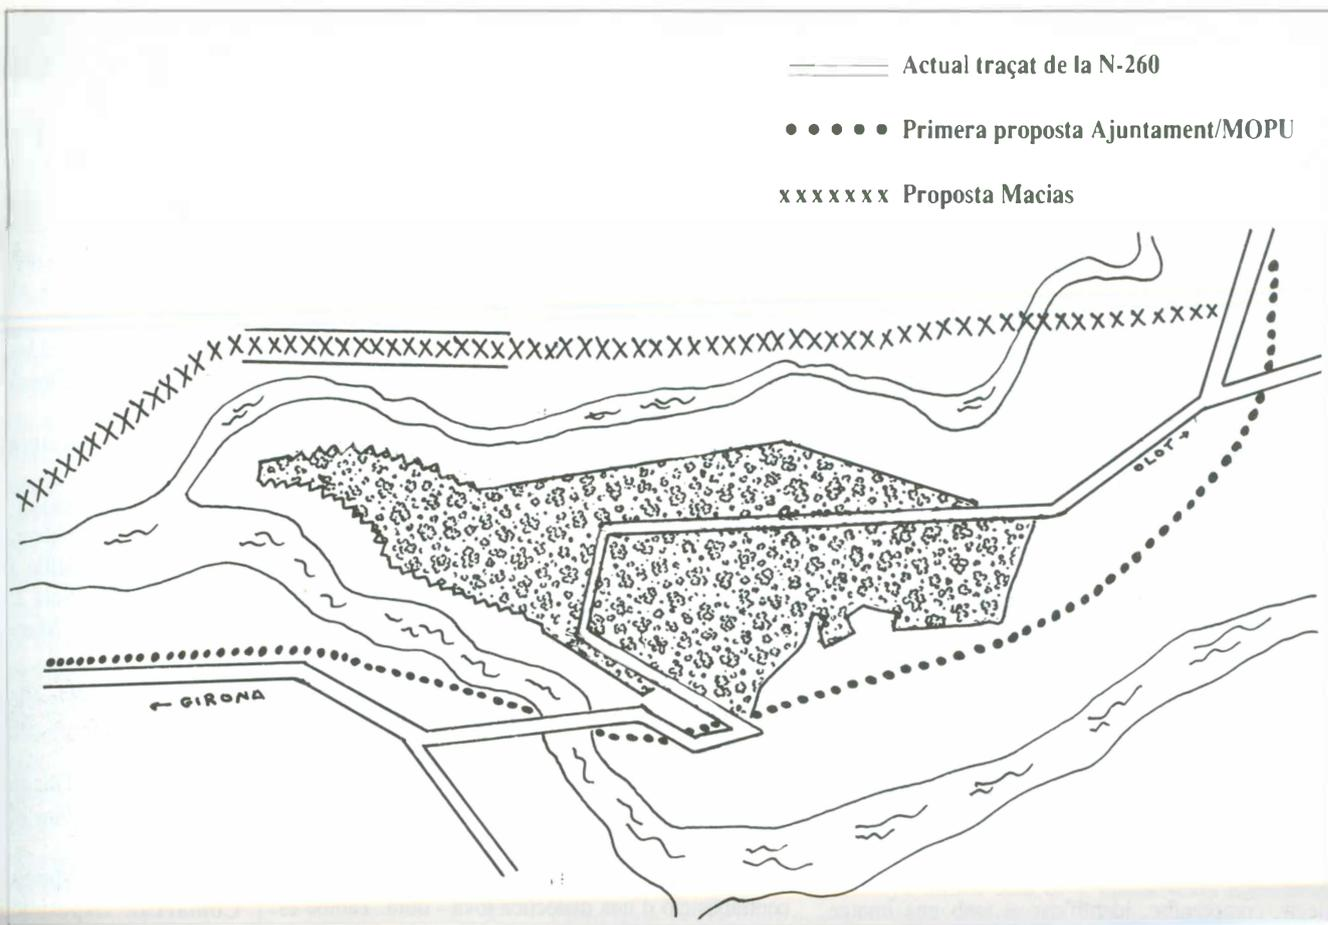 Actual traçat de la N-260
Primera proposta Ajuntament/MOPU
Proposta Macias
OLOT →
← GIRONA